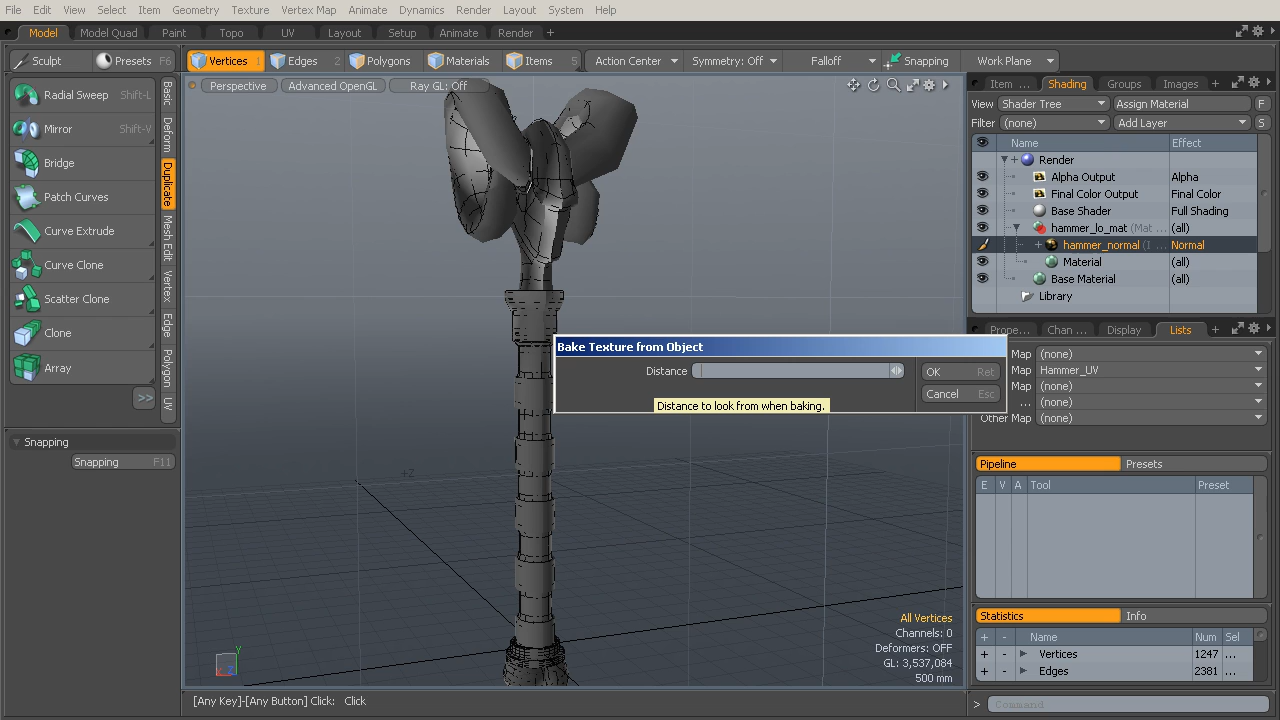 File Edit View Select Item Geometry Texture Vertex Map Animate Dynamics Render Layout System Help
Model Model Quad Paint Topo UV Layout Setup Animate Render +
Sculpt Presets F6 Vertices 1 Edges 2 Polygons Materials Items 5 Action Center Symmetry: Off Falloff Snapping Work Plane
Perspective Advanced OpenGL Ray GL: Off
Radial Sweep Shift-L
Mirror Shift-V
Bridge
Patch Curves
Curve Extrude
Curve Clone
Scatter Clone
Clone
Array
>>
Basic
Deform
Duplicate
Mesh Edit
Vertex
Edge
Polygon
UV
Snapping
Snapping F11
+Z
Y
X
Z
Bake Texture from Object
Distance
OK Ret
Cancel Esc
Distance to look from when baking.
All Vertices
Channels: 0
Deformers: OFF
GL: 3,537,084
500 mm
[Any Key]-[Any Button] Click: Click
Item ... Shading Groups Images +
View Shader Tree Assign Material F
Filter (none) Add Layer S
Name Effect
Render
Alpha Output Alpha
Final Color Output Final Color
Base Shader Full Shading
hammer_lo_mat (Mat ... (all)
hammer_normal (I ... Normal
Material (all)
Base Material (all)
Library
Prope... Chan ... Display Lists +
Map (none)
Map Hammer_UV
Map (none)
... (none)
Other Map (none)
Pipeline Presets
E V A Tool Preset
Statistics Info
+ - Name Num Sel
+ - Vertices 1247 ...
+ - Edges 2381 ...
> Command